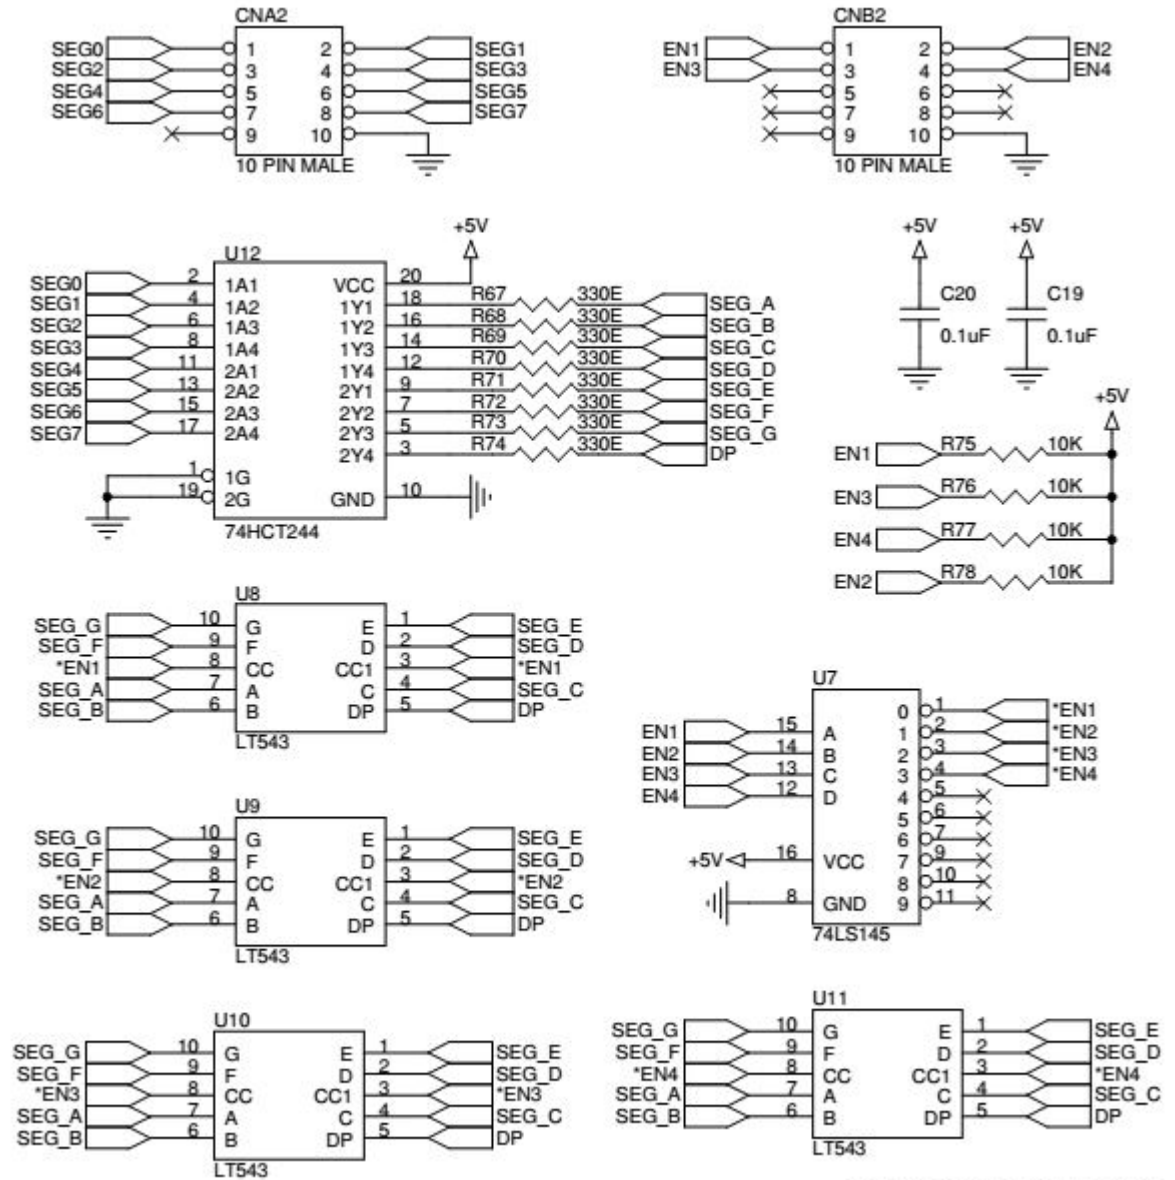 CNA2
SEG0 1 2 SEG1
SEG2 3 4 SEG3
SEG4 5 6 SEG5
SEG6 7 8 SEG7
9 10
10 PIN MALE
CNB2
EN1 1 2 EN2
EN3 3 4 EN4
5 6
7 8
9 10
10 PIN MALE
+5V
U12
SEG0 2 1A1 VCC 20
SEG1 4 1A2 1Y1 18 R67 330E SEG_A
SEG2 6 1A3 1Y2 16 R68 330E SEG_B
SEG3 8 1A4 1Y3 14 R69 330E SEG_C
SEG4 11 2A1 1Y4 12 R70 330E SEG_D
SEG5 13 2A2 2Y1 9 R71 330E SEG_E
SEG6 15 2A3 2Y2 7 R72 330E SEG_F
SEG7 17 2A4 2Y3 5 R73 330E SEG_G
2Y4 3 R74 330E DP
1 1G
19 2G GND 10
74HCT244
+5V +5V
C20 C19
0.1uF 0.1uF
+5V
EN1 R75 10K
EN3 R76 10K
EN4 R77 10K
EN2 R78 10K
U8
SEG_G 10 G E 1 SEG_E
SEG_F 9 F D 2 SEG_D
*EN1 8 CC CC1 3 *EN1
SEG_A 7 A C 4 SEG_C
SEG_B 6 B DP 5 DP
LT543
U7
0 1 *EN1
EN1 15 A 1 2 *EN2
EN2 14 B 2 3 *EN3
EN3 13 C 3 4 *EN4
EN4 12 D 4 5
5 6
6 7
+5V 16 VCC 7 9
8 10
8 GND 9 11
74LS145
U9
SEG_G 10 G E 1 SEG_E
SEG_F 9 F D 2 SEG_D
*EN2 8 CC CC1 3 *EN2
SEG_A 7 A C 4 SEG_C
SEG_B 6 B DP 5 DP
LT543
U10
SEG_G 10 G E 1 SEG_E
SEG_F 9 F D 2 SEG_D
*EN3 8 CC CC1 3 *EN3
SEG_A 7 A C 4 SEG_C
SEG_B 6 B DP 5 DP
LT543
U11
SEG_G 10 G E 1 SEG_E
SEG_F 9 F D 2 SEG_D
*EN4 8 CC CC1 3 *EN4
SEG_A 7 A C 4 SEG_C
SEG_B 6 B DP 5 DP
LT543